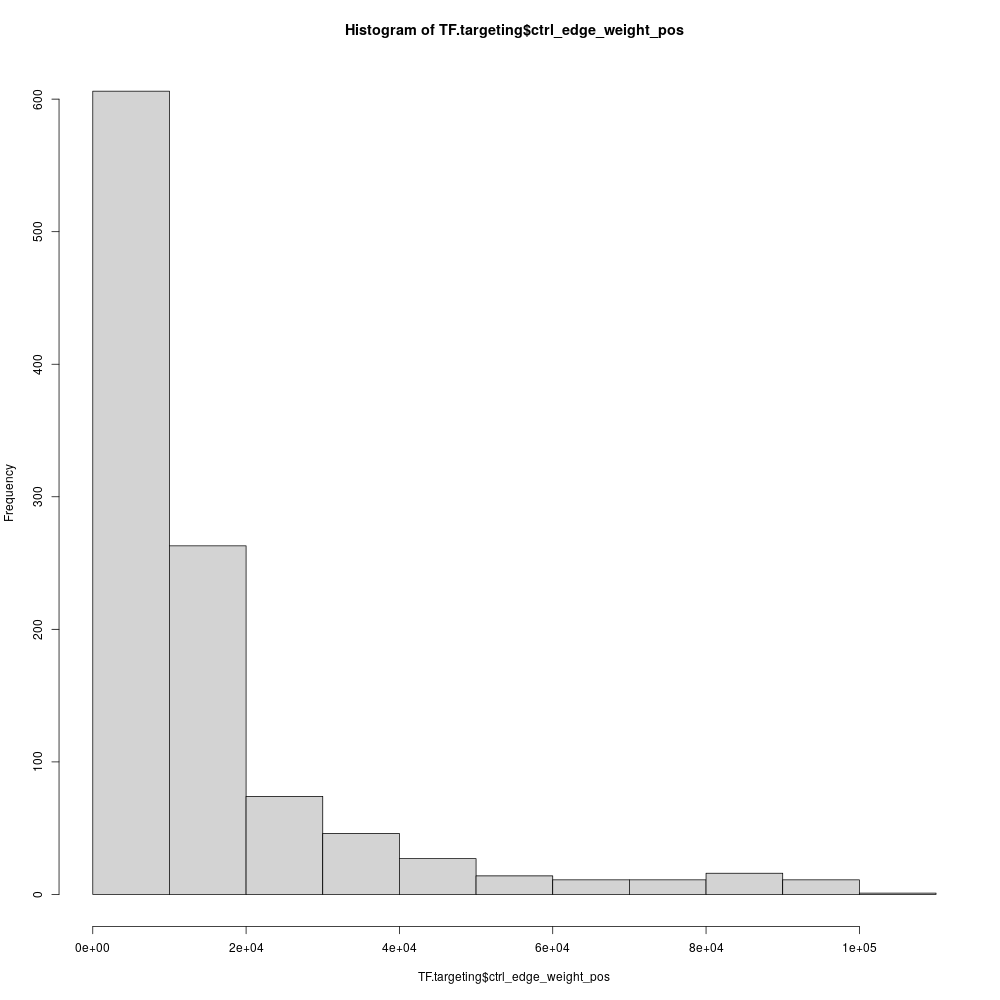 Histogram of TF.targeting$ctrl_edge_weight_pos
Frequency
600
500
400
300
200
100
0
0e+00 2e+04 4e+04 6e+04 8e+04 1e+05
TF.targeting$ctrl_edge_weight_pos